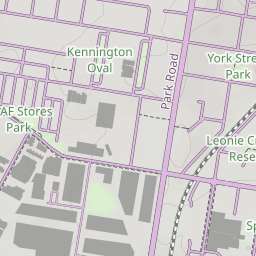 Kennington
Oval
York Stre
Park
Park Road
AF Stores
Park
Leonie C
Rese
Sp